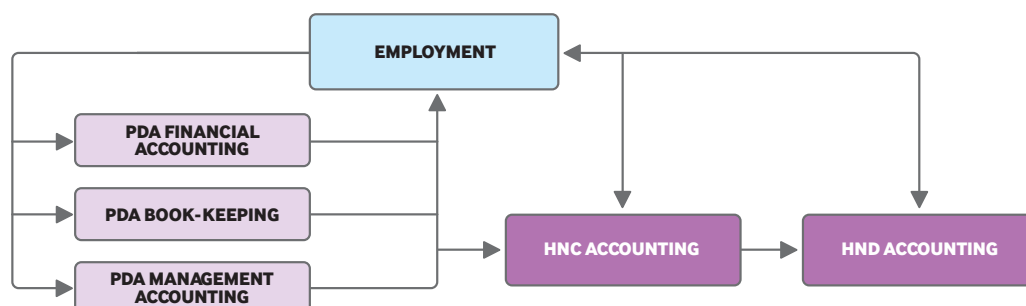 EMPLOYMENT
PDA FINANCIAL
ACCOUNTING
PDA BOOK-KEEPING
PDA MANAGEMENT
ACCOUNTING
HNC ACCOUNTING
HND ACCOUNTING